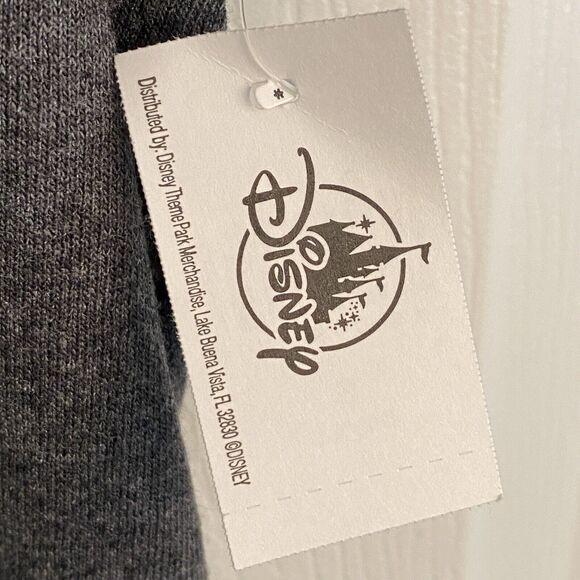 Disney
Distributed by: Disney Theme Park Merchandise, Lake Buena Vista, FL 32830 ©DISNEY